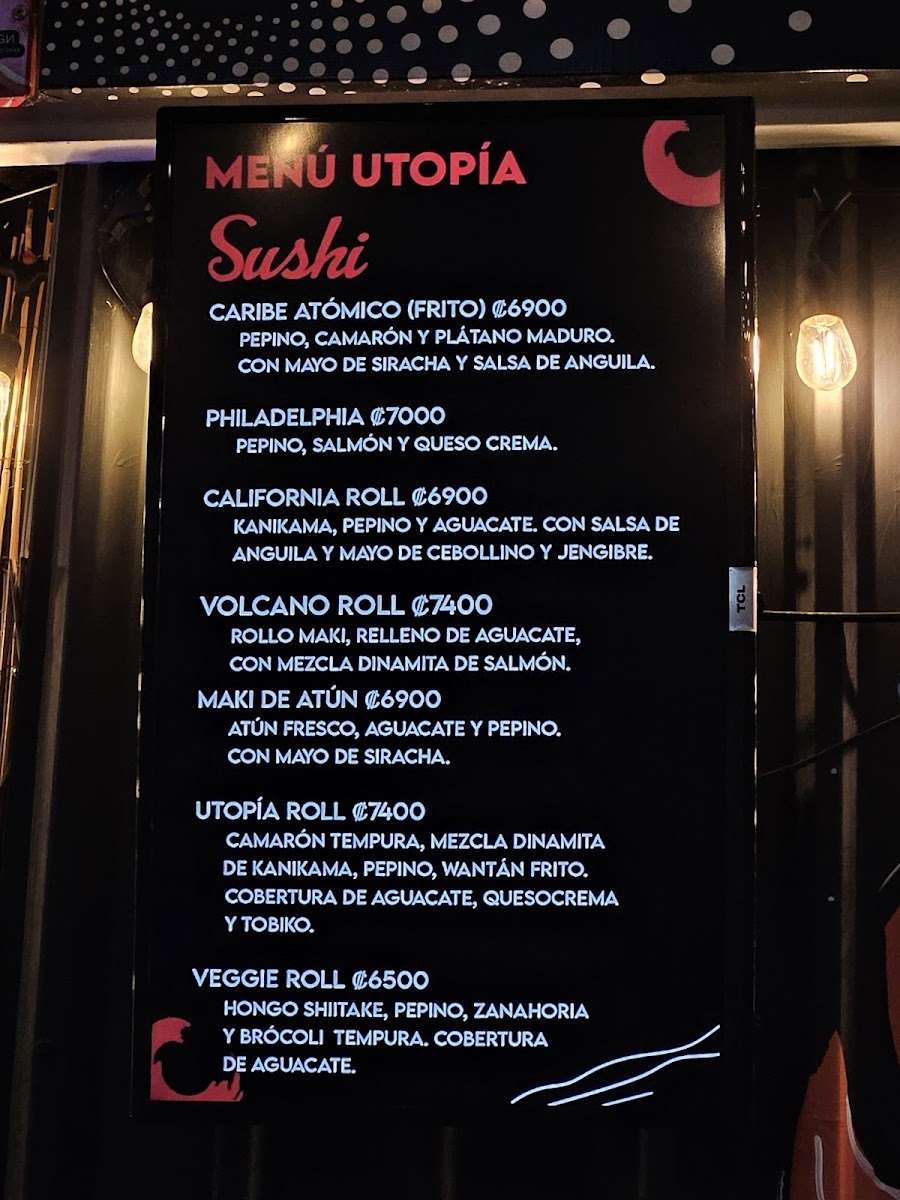 MENÚ UTOPÍA
Sushi
CARIBE ATÓMICO (FRITO) ₡6900
PEPINO, CAMARÓN Y PLÁTANO MADURO.
CON MAYO DE SIRACHA Y SALSA DE ANGUILA.
PHILADELPHIA ₡7000
PEPINO, SALMÓN Y QUESO CREMA.
CALIFORNIA ROLL ₡6900
KANIKAMA, PEPINO Y AGUACATE. CON SALSA DE
ANGUILA Y MAYO DE CEBOLLINO Y JENGIBRE.
VOLCANO ROLL ₡7400
ROLLO MAKI, RELLENO DE AGUACATE,
CON MEZCLA DINAMITA DE SALMÓN.
MAKI DE ATÚN ₡6900
ATÚN FRESCO, AGUACATE Y PEPINO.
CON MAYO DE SIRACHA.
UTOPÍA ROLL ₡7400
CAMARÓN TEMPURA, MEZCLA DINAMITA
DE KANIKAMA, PEPINO, WANTÁN FRITO.
COBERTURA DE AGUACATE, QUESOCREMA
Y TOBIKO.
VEGGIE ROLL ₡6500
HONGO SHIITAKE, PEPINO, ZANAHORIA
Y BRÓCOLI TEMPURA. COBERTURA
DE AGUACATE.
TCL